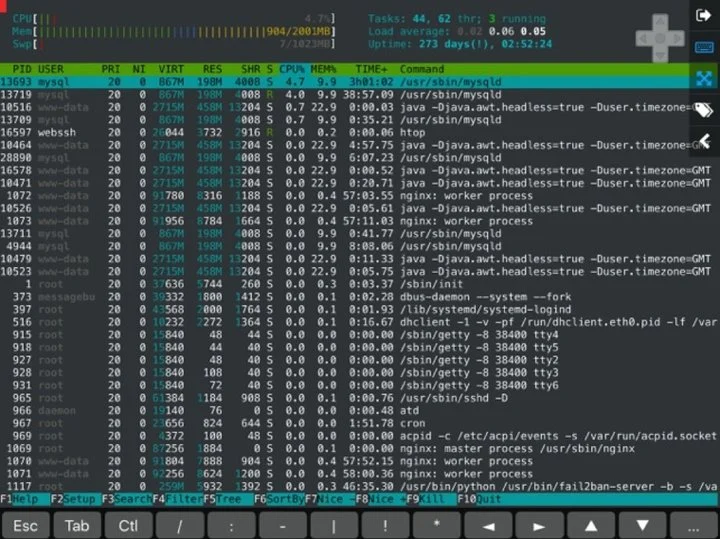 CPU[|| 4.7%] Tasks: 44, 62 thr; 3 running
Mem[||||||||||||||||||||||||||||||||||||904/2001MB] Load average: 0.02 0.06 0.05
Swp[| 7/1023MB] Uptime: 273 days(!), 02:52:24
PID USER PRI NI VIRT RES SHR S CPU% MEM% TIME+ Command
13693 mysql 20 0 867M 198M 4008 S 4.7 9.9 3h01:02 /usr/sbin/mysqld
13719 mysql 20 0 867M 198M 4008 R 4.0 9.9 38:57.09 /usr/sbin/mysqld
10516 www-data 20 0 2715M 458M 13204 S 0.7 22.9 0:00.03 java -Djava.awt.headless=true -Duser.timezone=
13709 mysql 20 0 867M 198M 4008 S 0.7 9.9 0:35.21 /usr/sbin/mysqld
16597 webssh 20 0 26044 3732 2916 R 0.0 0.2 0:00.06 htop
10464 www-data 20 0 2715M 458M 13204 S 0.0 22.9 4:57.75 java -Djava.awt.headless=true -Duser.timezone=GMT
28890 mysql 20 0 867M 198M 4008 S 0.0 9.9 6:07.23 /usr/sbin/mysqld
16578 www-data 20 0 2715M 458M 13204 S 0.0 22.9 0:00.52 java -Djava.awt.headless=true -Duser.timezone=GMT
10471 www-data 20 0 2715M 458M 13204 S 0.0 22.9 0:20.71 java -Djava.awt.headless=true -Duser.timezone=GMT
1072 www-data 20 0 91780 8316 1188 S 0.0 0.4 57:03.55 nginx: worker process
10526 www-data 20 0 2715M 458M 13204 S 0.0 22.9 0:05.61 java -Djava.awt.headless=true -Duser.timezone=GMT
1073 www-data 20 0 91956 8784 1664 S 0.0 0.4 57:11.03 nginx: worker process
13711 mysql 20 0 867M 198M 4008 S 0.0 9.9 0:41.77 /usr/sbin/mysqld
4944 mysql 20 0 867M 198M 4008 S 0.0 9.9 8:08.06 /usr/sbin/mysqld
10479 www-data 20 0 2715M 458M 13204 S 0.0 22.9 0:11.33 java -Djava.awt.headless=true -Duser.timezone=GMT
10523 www-data 20 0 2715M 458M 13204 S 0.0 22.9 0:05.75 java -Djava.awt.headless=true -Duser.timezone=GMT
1 root 20 0 37636 5744 260 S 0.0 0.3 0:03.37 /sbin/init
373 messagebu 20 0 39332 1800 1412 S 0.0 0.1 0:02.28 dbus-daemon --system --fork
397 root 20 0 43568 2000 1764 S 0.0 0.1 0:01.93 /lib/systemd/systemd-logind
516 root 20 0 10232 2272 1364 S 0.0 0.1 0:16.67 dhclient -1 -v -pf /run/dhclient.eth0.pid -lf /var
915 root 20 0 15840 48 44 S 0.0 0.0 0:00.00 /sbin/getty -8 38400 tty4
918 root 20 0 15840 44 40 S 0.0 0.0 0:00.00 /sbin/getty -8 38400 tty5
927 root 20 0 15840 48 40 S 0.0 0.0 0:00.00 /sbin/getty -8 38400 tty2
928 root 20 0 15840 108 40 S 0.0 0.0 0:00.00 /sbin/getty -8 38400 tty3
931 root 20 0 15840 72 40 S 0.0 0.0 0:00.00 /sbin/getty -8 38400 tty6
965 root 20 0 61384 1184 908 S 0.0 0.1 0:00.76 /usr/sbin/sshd -D
966 daemon 20 0 19140 76 0 S 0.0 0.0 0:00.48 atd
967 root 20 0 23656 824 644 S 0.0 0.0 1:51.78 cron
969 root 20 0 4372 100 48 S 0.0 0.0 0:00.00 acpid -c /etc/acpi/events -s /var/run/acpid.socket
1069 root 20 0 87256 1884 0 S 0.0 0.1 0:00.00 nginx: master process /usr/sbin/nginx
1070 www-data 20 0 91804 7888 904 S 0.0 0.4 57:52.15 nginx: worker process
1071 www-data 20 0 92256 8624 1200 S 0.0 0.4 58:00.36 nginx: worker process
1117 root 20 0 259M 5932 1392 S 0.0 0.3 46:35.30 /usr/bin/python /usr/bin/fail2ban-server -b -s /va
F1Help F2Setup F3SearchF4FilterF5Tree F6SortByF7Nice -F8Nice +F9Kill F10Quit
Esc Tab Ctl / : - | ! * ◄ ► ▲ ▼ ...